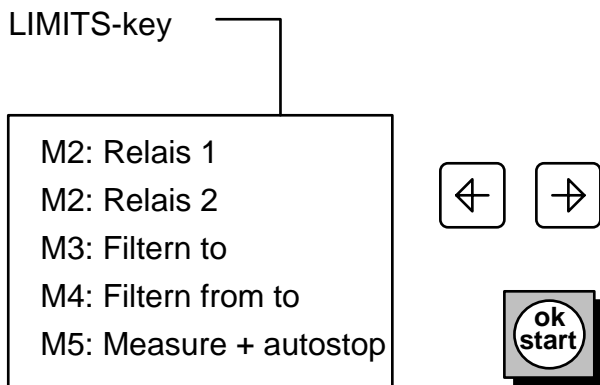 LIMITS-key
M2: Relais 1
M2: Relais 2
M3: Filtern to
M4: Filtern from to
M5: Measure + autostop
ok
start